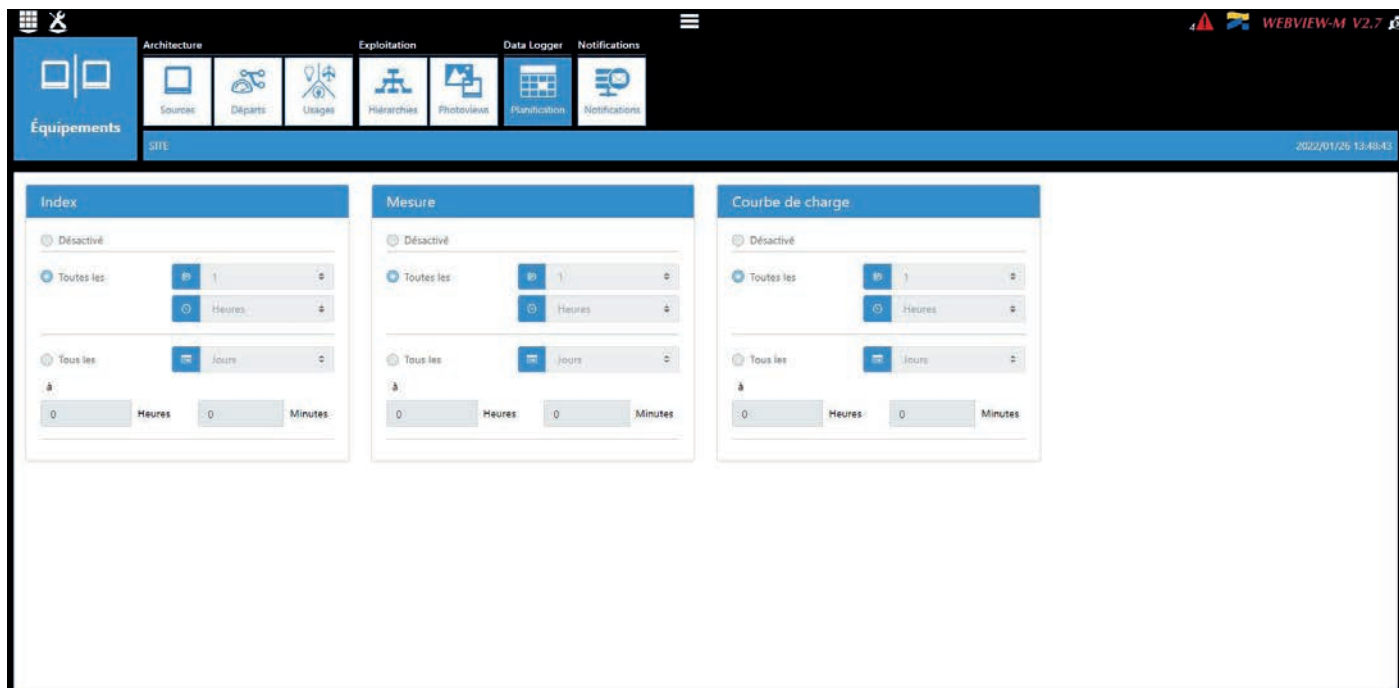 4 WEBVIEW-M V2.7
Architecture Exploitation Data Logger Notifications
Sources Départs Usages Hiérarchies Photoviews Planification Notifications
Équipements
SITE 2022/01/26 13:48:43
Index Mesure Courbe de charge
Désactivé Désactivé Désactivé
Toutes les 1 Toutes les 1 Toutes les 1
Heures Heures Heures
Tous les Jours Tous les Jours Tous les Jours
à à à
0 Heures 0 Minutes 0 Heures 0 Minutes 0 Heures 0 Minutes